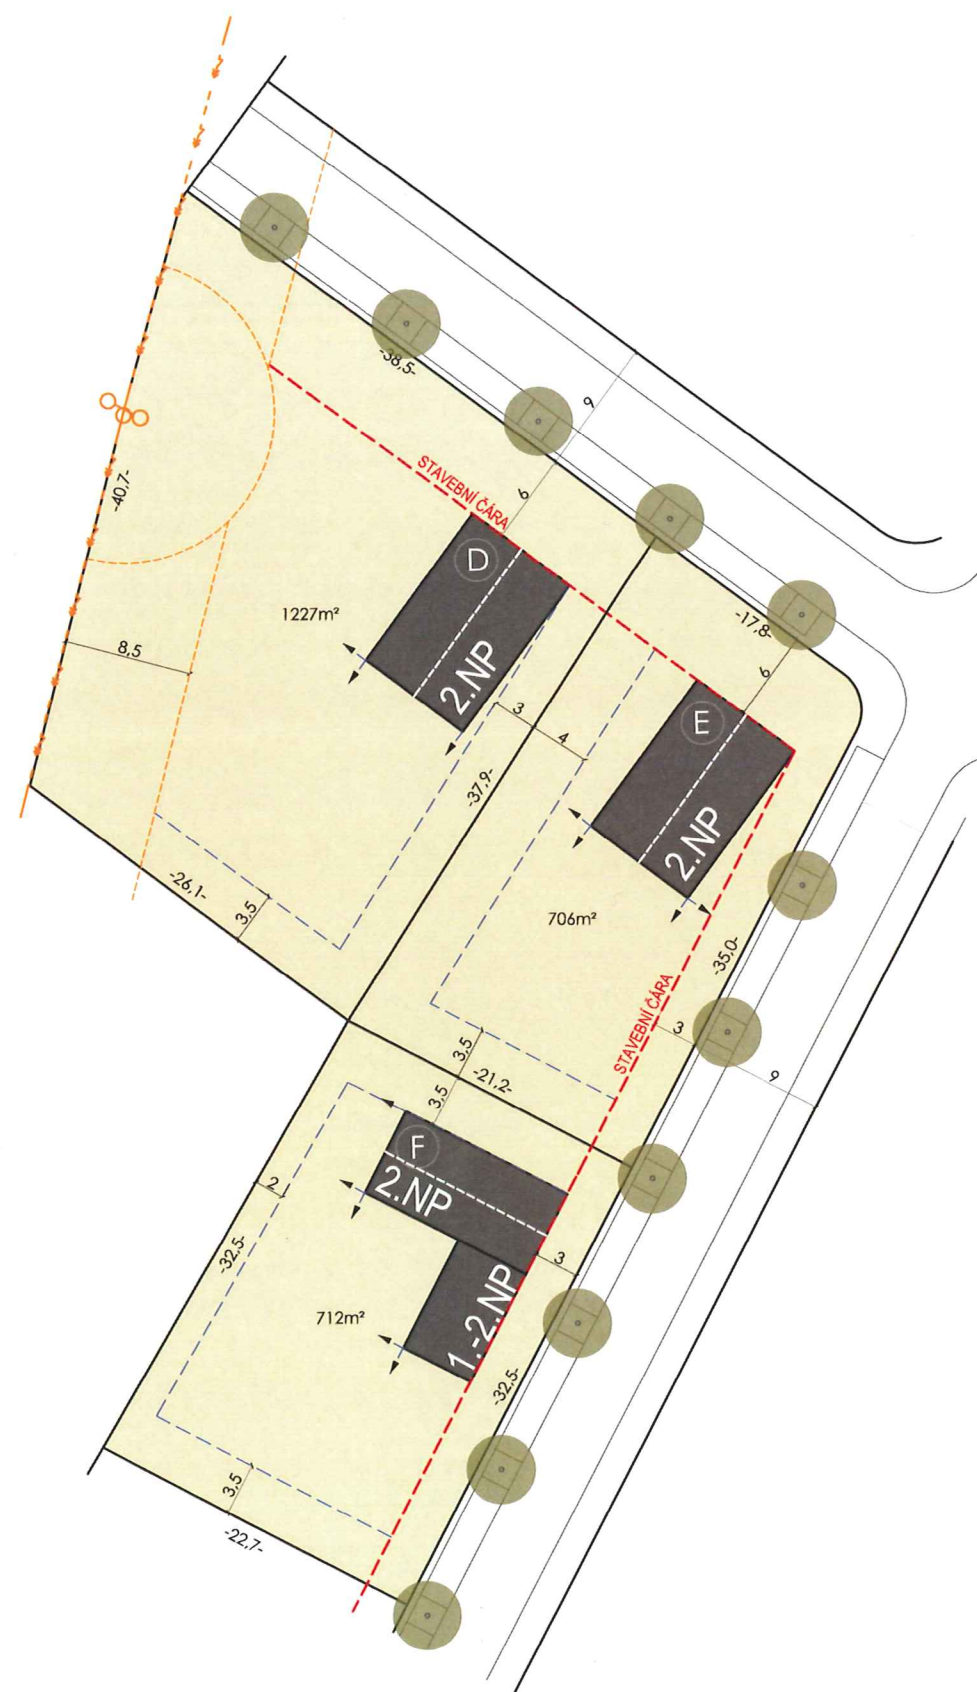 -38,5-
9
STAVEBNÍ ČÁRA
6
-40,7-
D
1227m²
2.NP
8,5
-17,8-
6
E
2.NP
3
4
-37,9-
-26,1-
3,5
706m²
-35,0-
STAVEBNÍ ČÁRA
3
9
3,5
-21,2-
3,5
F
2.NP
2
-32,5-
3
712m²
1.-2.NP
-32,5-
3,5
-22,7-